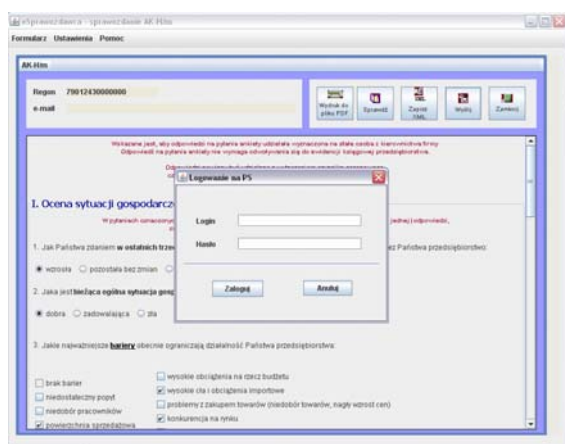 eSprawozdawca - sprawozdanie AK-H/m
Formularz Ustawienia Pomoc
AK-H/m
Regon 79012430000000
e-mail
Wydruk do pliku PDF
Sprawdź
Zapisz XML
Wyślij
Zamknij
Wskazane jest, aby odpowiedzi na pytania ankiety udzielała wyznaczona na stałe osoba z kierownictwa firmy
Odpowiedź na pytania ankiety nie wymaga odwoływania się do ewidencji księgowej przedsiębiorstwa.
Logowanie na PS
I. Ocena sytuacji gospodarcz
W pytaniach
jednej) odpowiedzi,
Login
Hasło
1. Jak Państwa zdaniem w ostatnich trzec
ez Państwa przedsiębiorstwo:
wzrosła pozostała bez zmian
2. Jaka jest bieżąca ogólna sytuacja gosp
Zaloguj Anuluj
dobra zadowalająca zła
3. Jakie najważniejsze bariery obecnie ograniczają działalność Państwa przedsiębiorstwa:
wysokie obciążenia na rzecz budżetu
brak barier
wysokie cła i obciążenia importowe
niedostateczny popyt
problemy z zakupem towarów (niedobór towarów, nagły wzrost cen)
niedobór pracowników
konkurencja na rynku
powierzchnia sprzedażowa